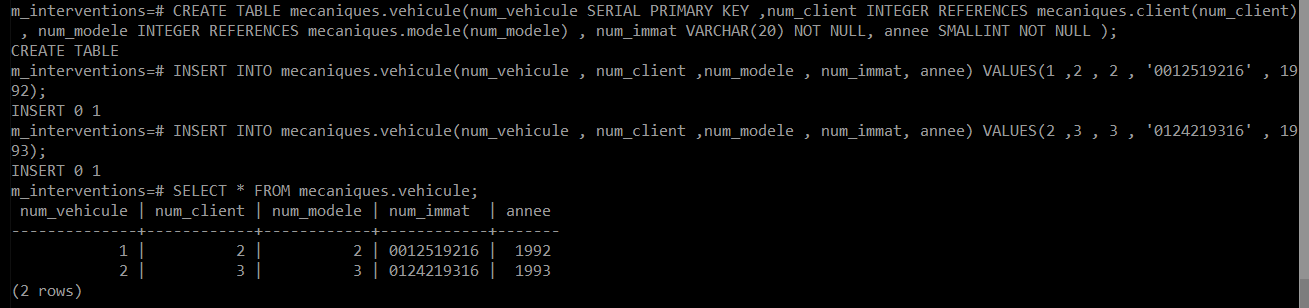 m_interventions=# CREATE TABLE mecaniques.vehicule(num_vehicule SERIAL PRIMARY KEY ,num_client INTEGER REFERENCES mecaniques.client(num_client)
 , num_modele INTEGER REFERENCES mecaniques.modele(num_modele) , num_immat VARCHAR(20) NOT NULL, annee SMALLINT NOT NULL );
CREATE TABLE
m_interventions=# INSERT INTO mecaniques.vehicule(num_vehicule , num_client ,num_modele , num_immat, annee) VALUES(1 ,2 , 2 , '0012519216' , 19
92);
INSERT 0 1
m_interventions=# INSERT INTO mecaniques.vehicule(num_vehicule , num_client ,num_modele , num_immat, annee) VALUES(2 ,3 , 3 , '0124219316' , 19
93);
INSERT 0 1
m_interventions=# SELECT * FROM mecaniques.vehicule;
 num_vehicule | num_client | num_modele | num_immat  | annee
--------------+------------+------------+------------+-------
            1 |          2 |          2 | 0012519216 |  1992
            2 |          3 |          3 | 0124219316 |  1993
(2 rows)